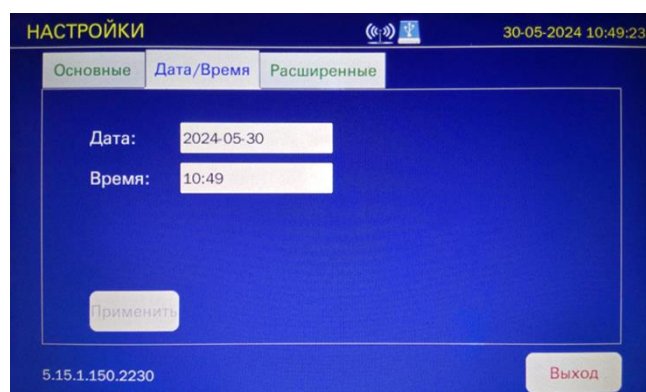 НАСТРОЙКИ 30-05-2024 10:49:23
Основные Дата/Время Расширенные
Дата: 2024-05-30
Время: 10:49
Применить
5.15.1.150.2230 Выход